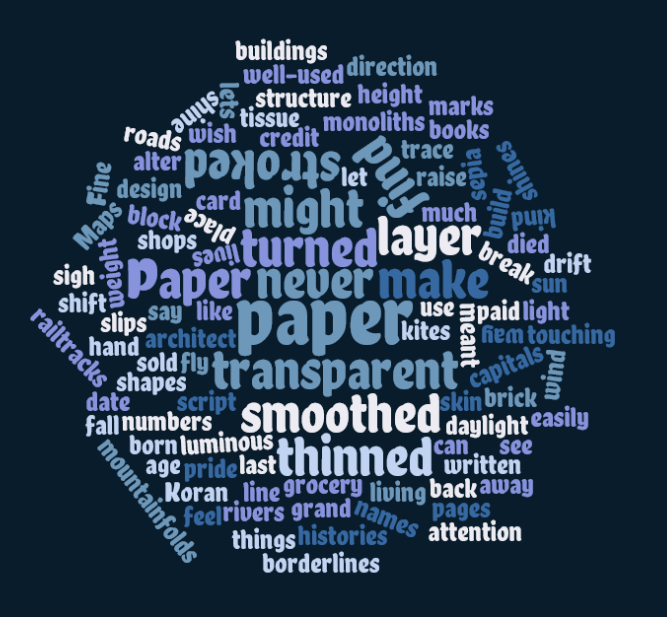 buildings
well-used direction
lets structure height marks
shine tissue monoliths books
roads wish credit find trace shines
alter stroked let raise sepia
Fine design card might much build kind
Maps block place layer died
shops lives turned break drift
sigh weight Paper never make sun
shift say like paper use kites meant paid light
railtracks slips architect way touching
hand sold fly transparent capitals wind
shapes skin brick
date script smoothed daylight easily
fall numbers
born luminous thinned can see
age pride last written
mountainfolds Koran line grocery living back away
feel rivers grand names pages
things histories attention
borderlines